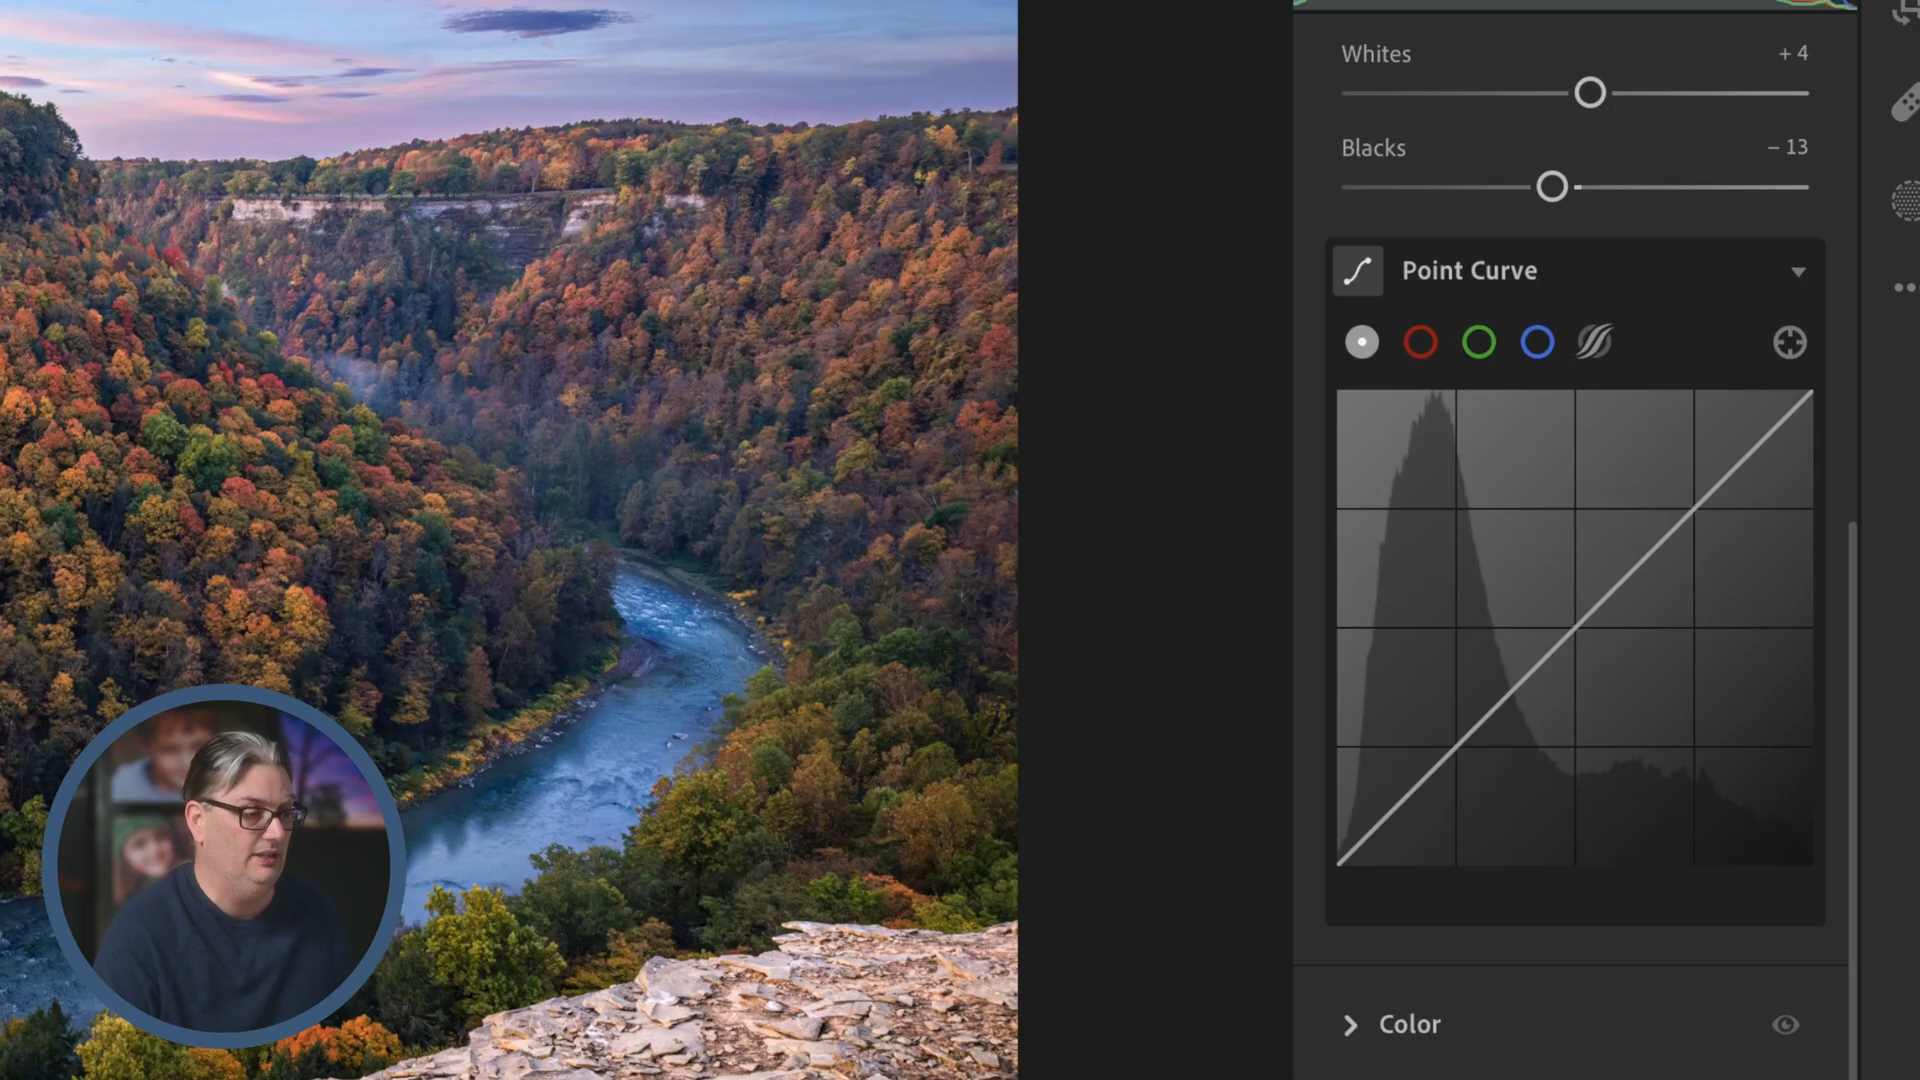 Whites + 4
Blacks – 13
Point Curve
Color